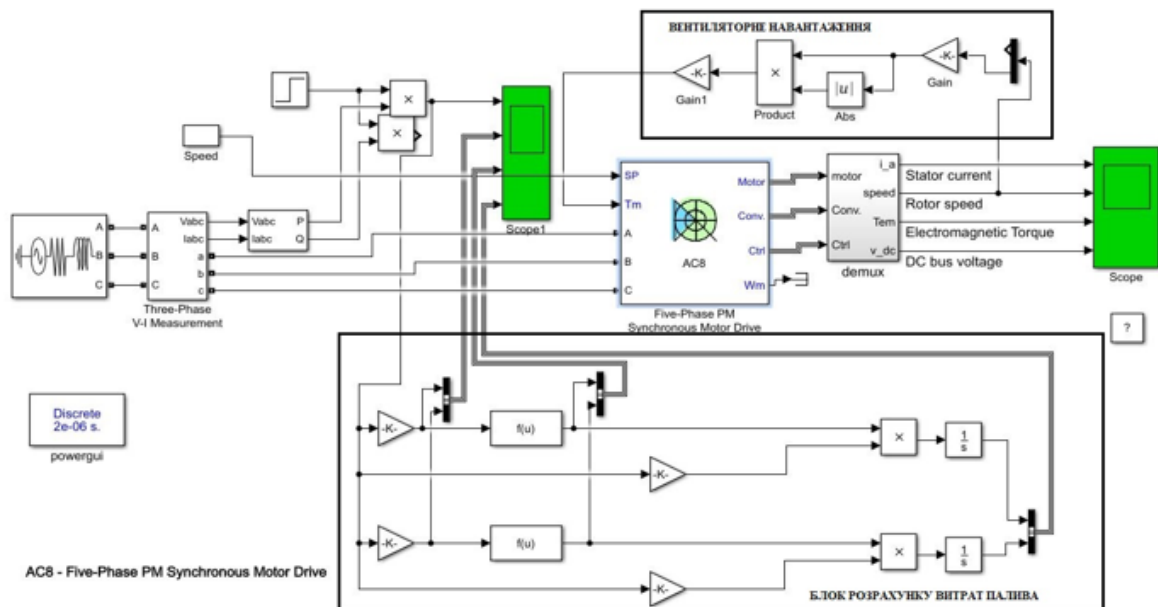 ВЕНТИЛЯТОРНЕ НАВАНТАЖЕННЯ
-K-
Gain1
×
Product
|u|
Abs
-K-
Gain
×
×
Speed
Scope1
SP
Tm
A
B
C
Motor
Conv.
Ctrl
Wm
AC8
Five-Phase PM
Synchronous Motor Drive
motor
Conv.
Ctrl
i_a
speed
Tem
v_dc
demux
Stator current
Rotor speed
Electromagnetic Torque
DC bus voltage
Scope
?
A
B
C
A
B
C
Vabc
Iabc
a
b
c
Three-Phase
V-I Measurement
Vabc
Iabc
P
Q
Discrete
2e-06 s.
powergui
-K-
f(u)
×
1
s
-K-
-K-
f(u)
×
1
s
-K-
AC8 - Five-Phase PM Synchronous Motor Drive
БЛОК РОЗРАХУНКУ ВИТРАТ ПАЛИВА